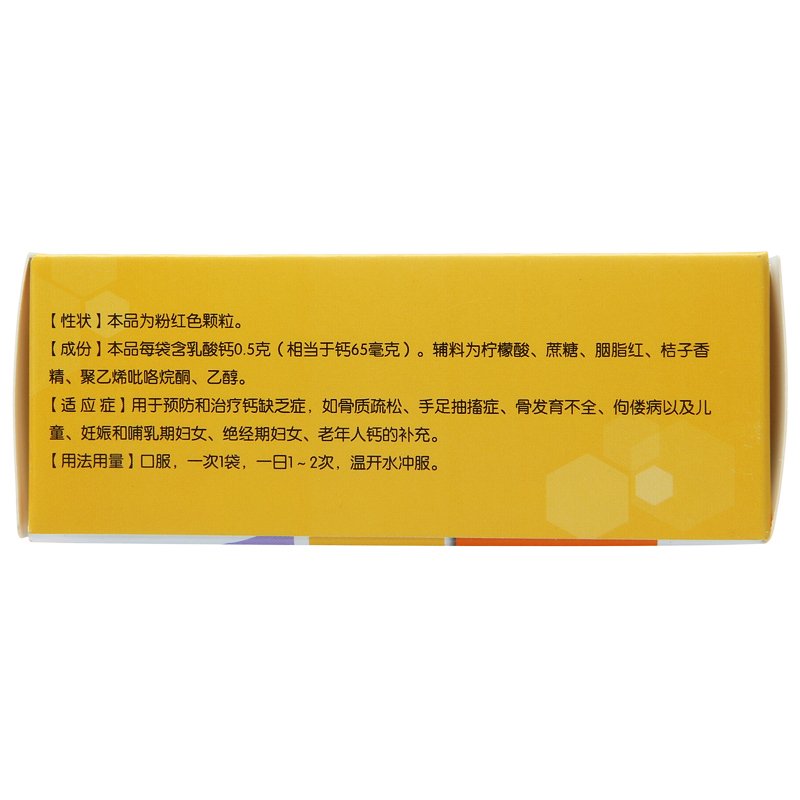 【性状】本品为粉红色颗粒。
【成份】本品每袋含乳酸钙0.5克（相当于钙65毫克）。辅料为柠檬酸、蔗糖、胭脂红、桔子香
精、聚乙烯吡咯烷酮、乙醇。
【适应症】用于预防和治疗钙缺乏症，如骨质疏松、手足抽搐症、骨发育不全、佝偻病以及儿
童、妊娠和哺乳期妇女、绝经期妇女、老年人钙的补充。
【用法用量】口服，一次1袋，一日1~2次，温开水冲服。